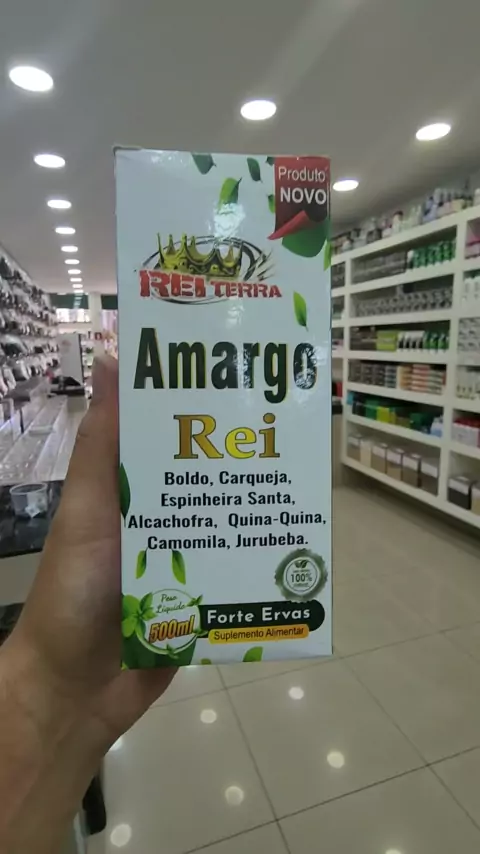 Produto
NOVO
REI TERRA
Amargo
Rei
Boldo, Carqueja,
Espinheira Santa,
Alcachofra, Quina-Quina,
Camomila, Jurubeba.
100%
Peso
Líquido
500ml
Forte Ervas
Suplemento Alimentar